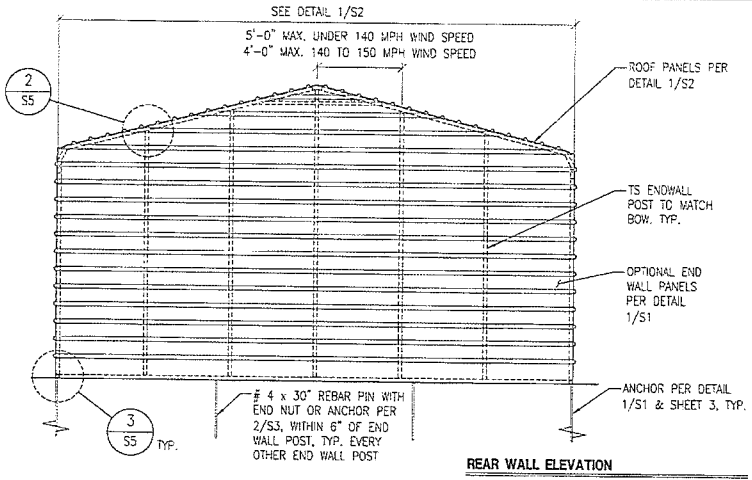 SEE DETAIL 1/S2
5'-0" MAX. UNDER 140 MPH WIND SPEED
4'-0" MAX. 140 TO 150 MPH WIND SPEED
2
S5
ROOF PANELS PER
DETAIL 1/S2
TS ENDWALL
POST TO MATCH
BOW. TYP.
OPTIONAL END
WALL PANELS
PER DETAIL
1/S1
ANCHOR PER DETAIL
1/S1 & SHEET 3, TYP.
# 4 x 30" REBAR PIN WITH
END NUT OR ANCHOR PER
2/S3, WITHIN 6" OF END
WALL POST, TYP. EVERY
OTHER END WALL POST
3
S5
TYP.
REAR WALL ELEVATION